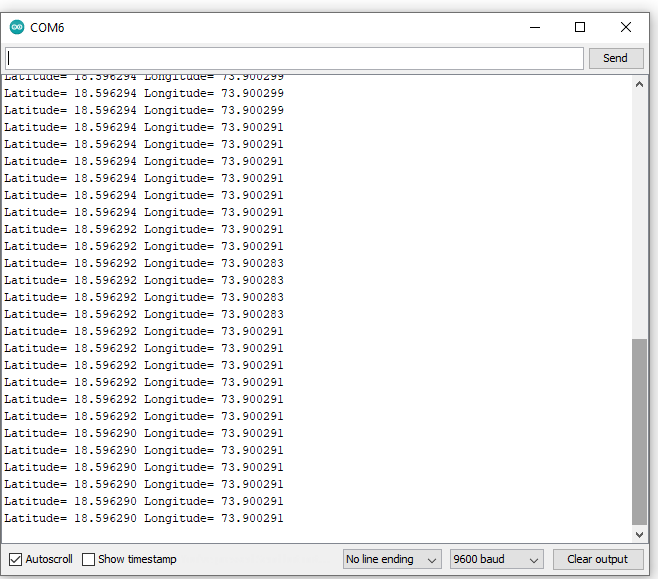 COM6
Send
Latitude= 18.596294 Longitude= 73.900299
Latitude= 18.596294 Longitude= 73.900299
Latitude= 18.596294 Longitude= 73.900299
Latitude= 18.596294 Longitude= 73.900291
Latitude= 18.596294 Longitude= 73.900291
Latitude= 18.596294 Longitude= 73.900291
Latitude= 18.596294 Longitude= 73.900291
Latitude= 18.596294 Longitude= 73.900291
Latitude= 18.596294 Longitude= 73.900291
Latitude= 18.596292 Longitude= 73.900291
Latitude= 18.596292 Longitude= 73.900291
Latitude= 18.596292 Longitude= 73.900283
Latitude= 18.596292 Longitude= 73.900283
Latitude= 18.596292 Longitude= 73.900283
Latitude= 18.596292 Longitude= 73.900283
Latitude= 18.596292 Longitude= 73.900291
Latitude= 18.596292 Longitude= 73.900291
Latitude= 18.596292 Longitude= 73.900291
Latitude= 18.596292 Longitude= 73.900291
Latitude= 18.596292 Longitude= 73.900291
Latitude= 18.596292 Longitude= 73.900291
Latitude= 18.596290 Longitude= 73.900291
Latitude= 18.596290 Longitude= 73.900291
Latitude= 18.596290 Longitude= 73.900291
Latitude= 18.596290 Longitude= 73.900291
Latitude= 18.596290 Longitude= 73.900291
Latitude= 18.596290 Longitude= 73.900291
Autoscroll Show timestamp No line ending 9600 baud Clear output